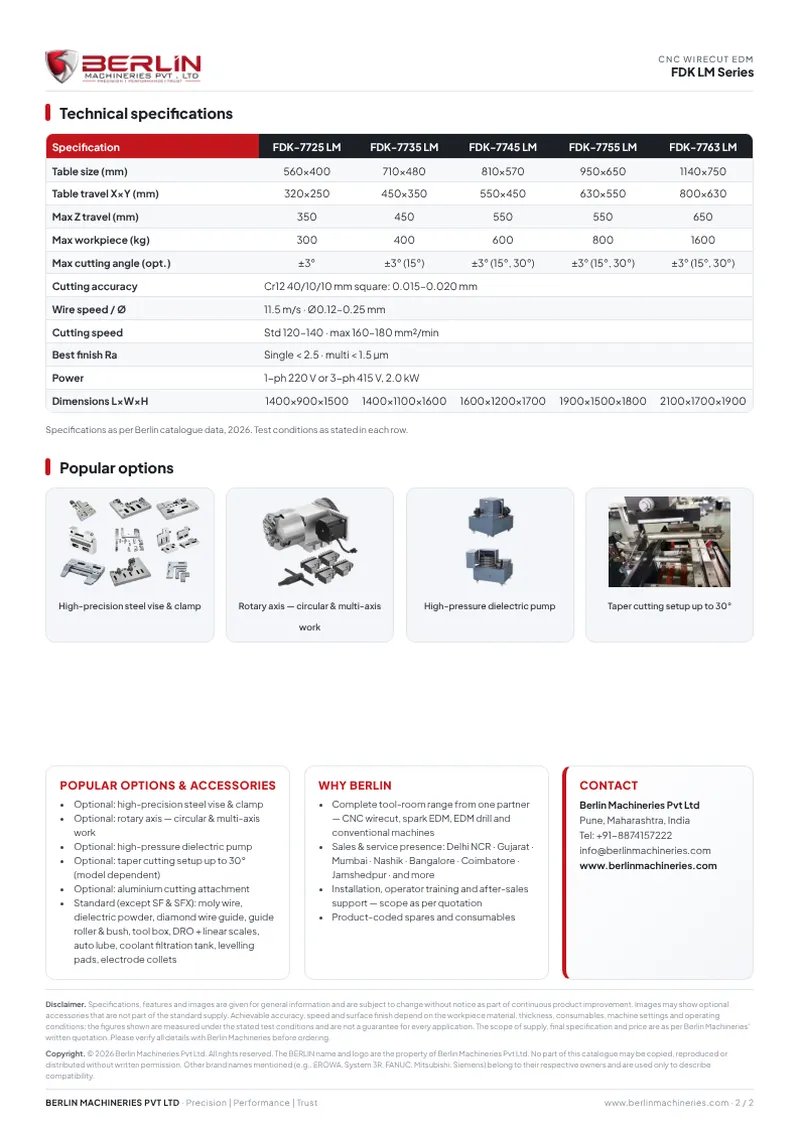 BERLIN
MACHINERIES PVT. LTD
PRECISION | PERFORMANCE | TRUST
CNC WIRECUT EDM
FDK LM Series
Technical specifications
Specification FDK-7725 LM FDK-7735 LM FDK-7745 LM FDK-7755 LM FDK-7763 LM
Table size (mm) 560×400 710×480 810×570 950×650 1140×750
Table travel X×Y (mm) 320×250 450×350 550×450 630×550 800×630
Max Z travel (mm) 350 450 550 550 650
Max workpiece (kg) 300 400 600 800 1600
Max cutting angle (opt.) ±3° ±3° (15°) ±3° (15°, 30°) ±3° (15°, 30°) ±3° (15°, 30°)
Cutting accuracy Cr12 40/10/10 mm square: 0.015–0.020 mm
Wire speed / Ø 11.5 m/s · Ø0.12–0.25 mm
Cutting speed Std 120–140 · max 160–180 mm²/min
Best finish Ra Single < 2.5 · multi < 1.5 µm
Power 1-ph 220 V or 3-ph 415 V, 2.0 kW
Dimensions L×W×H 1400×900×1500 1400×1100×1600 1600×1200×1700 1900×1500×1800 2100×1700×1900
Specifications as per Berlin catalogue data, 2026. Test conditions as stated in each row.
Popular options
High-precision steel vise & clamp
Rotary axis — circular & multi-axis
work
High-pressure dielectric pump
Taper cutting setup up to 30°
POPULAR OPTIONS & ACCESSORIES
• Optional: high-precision steel vise & clamp
• Optional: rotary axis — circular & multi-axis
work
• Optional: high-pressure dielectric pump
• Optional: taper cutting setup up to 30°
(model dependent)
• Optional: aluminium cutting attachment
• Standard (except SF & SFX): moly wire,
dielectric powder, diamond wire guide, guide
roller & bush, tool box, DRO + linear scales,
auto lube, coolant filtration tank, levelling
pads, electrode collets
WHY BERLIN
• Complete tool-room range from one partner
— CNC wirecut, spark EDM, EDM drill and
conventional machines
• Sales & service presence: Delhi NCR · Gujarat ·
Mumbai · Nashik · Bangalore · Coimbatore ·
Jamshedpur · and more
• Installation, operator training and after-sales
support — scope as per quotation
• Product-coded spares and consumables
CONTACT
Berlin Machineries Pvt Ltd
Pune, Maharashtra, India
Tel: +91-8874157222
info@berlinmachineries.com
www.berlinmachineries.com
Disclaimer. Specifications, features and images are given for general information and are subject to change without notice as part of continuous product improvement. Images may show optional
accessories that are not part of the standard supply. Achievable accuracy, speed and surface finish depend on the workpiece material, thickness, consumables, machine settings and operating
conditions; the figures shown are measured under the stated test conditions and are not a guarantee for every application. The scope of supply, final specification and price are as per Berlin Machineries'
written quotation. Please verify all details with Berlin Machineries before ordering.
Copyright. © 2026 Berlin Machineries Pvt Ltd. All rights reserved. The BERLIN name and logo are the property of Berlin Machineries Pvt Ltd. No part of this catalogue may be copied, reproduced or
distributed without written permission. Other brand names mentioned (e.g., EROWA, System 3R, FANUC, Mitsubishi, Siemens) belong to their respective owners and are used only to describe
compatibility.
BERLIN MACHINERIES PVT LTD · Precision | Performance | Trust
www.berlinmachineries.com · 2 / 2